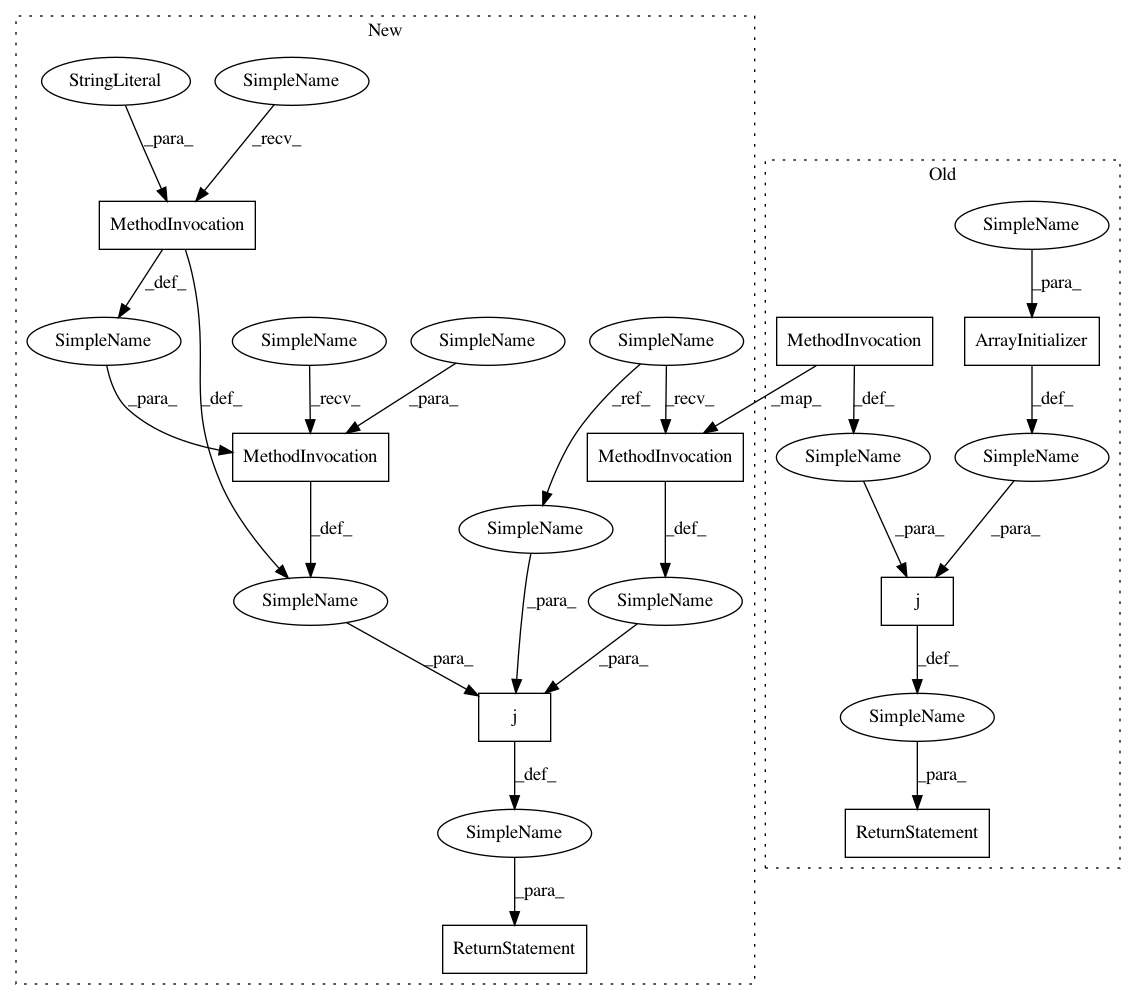 New
StringLiteral
SimpleName
_para_
_recv_
Old
MethodInvocation
SimpleName
_def_
_para_
SimpleName
SimpleName
SimpleName
SimpleName
MethodInvocation
ArrayInitializer
_para_
_def_
_recv_
_para_
_ref_
_recv_
_map_
_def_
_def_
MethodInvocation
MethodInvocation
SimpleName
SimpleName
_def_
SimpleName
_def_
_para_
_para_
SimpleName
_para_
SimpleName
j
_para_
_para_
_def_
j
SimpleName
_def_
_para_
SimpleName
ReturnStatement
_para_
ReturnStatement